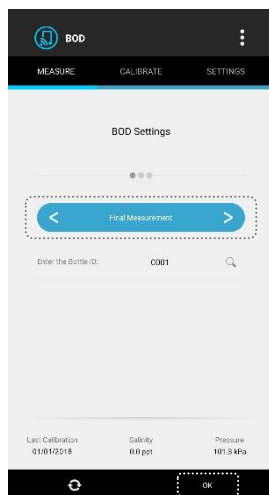 BOD
MEASURE CALIBRATE SETTINGS
BOD Settings
< Final Measurement >
Enter the Bottle ID: C001
Last Calibration Salinity Pressure
01/01/2018 0.0 ppt 101.3 kPa
OK